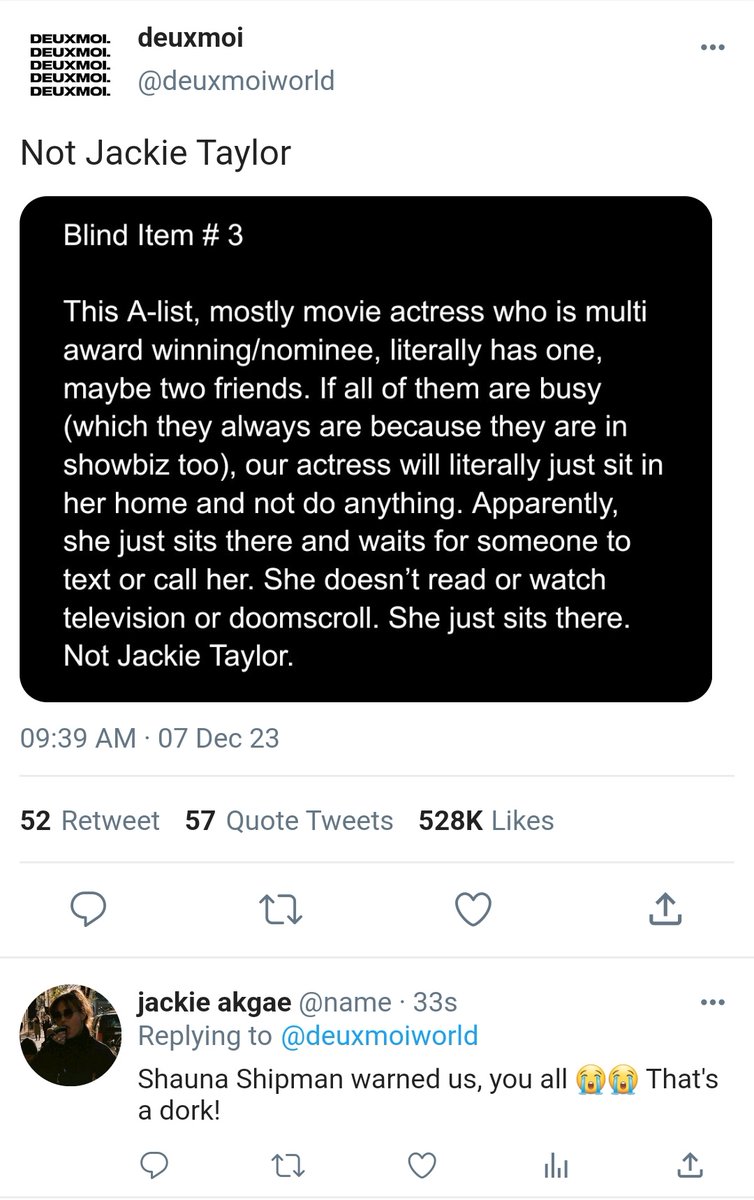 DEUXMOI.
DEUXMOI.
DEUXMOI.
DEUXMOI.
DEUXMOI.
deuxmoi
@deuxmoiworld
Not Jackie Taylor
Blind Item # 3
This A-list, mostly movie actress who is multi
award winning/nominee, literally has one,
maybe two friends. If all of them are busy
(which they always are because they are in
showbiz too), our actress will literally just sit in
her home and not do anything. Apparently,
she just sits there and waits for someone to
text or call her. She doesn’t read or watch
television or doomscroll. She just sits there.
Not Jackie Taylor.
09:39 AM · 07 Dec 23
52 Retweet 57 Quote Tweets 528K Likes
jackie akgae @name · 33s
Replying to @deuxmoiworld
Shauna Shipman warned us, you all 😭😭 That's
a dork!